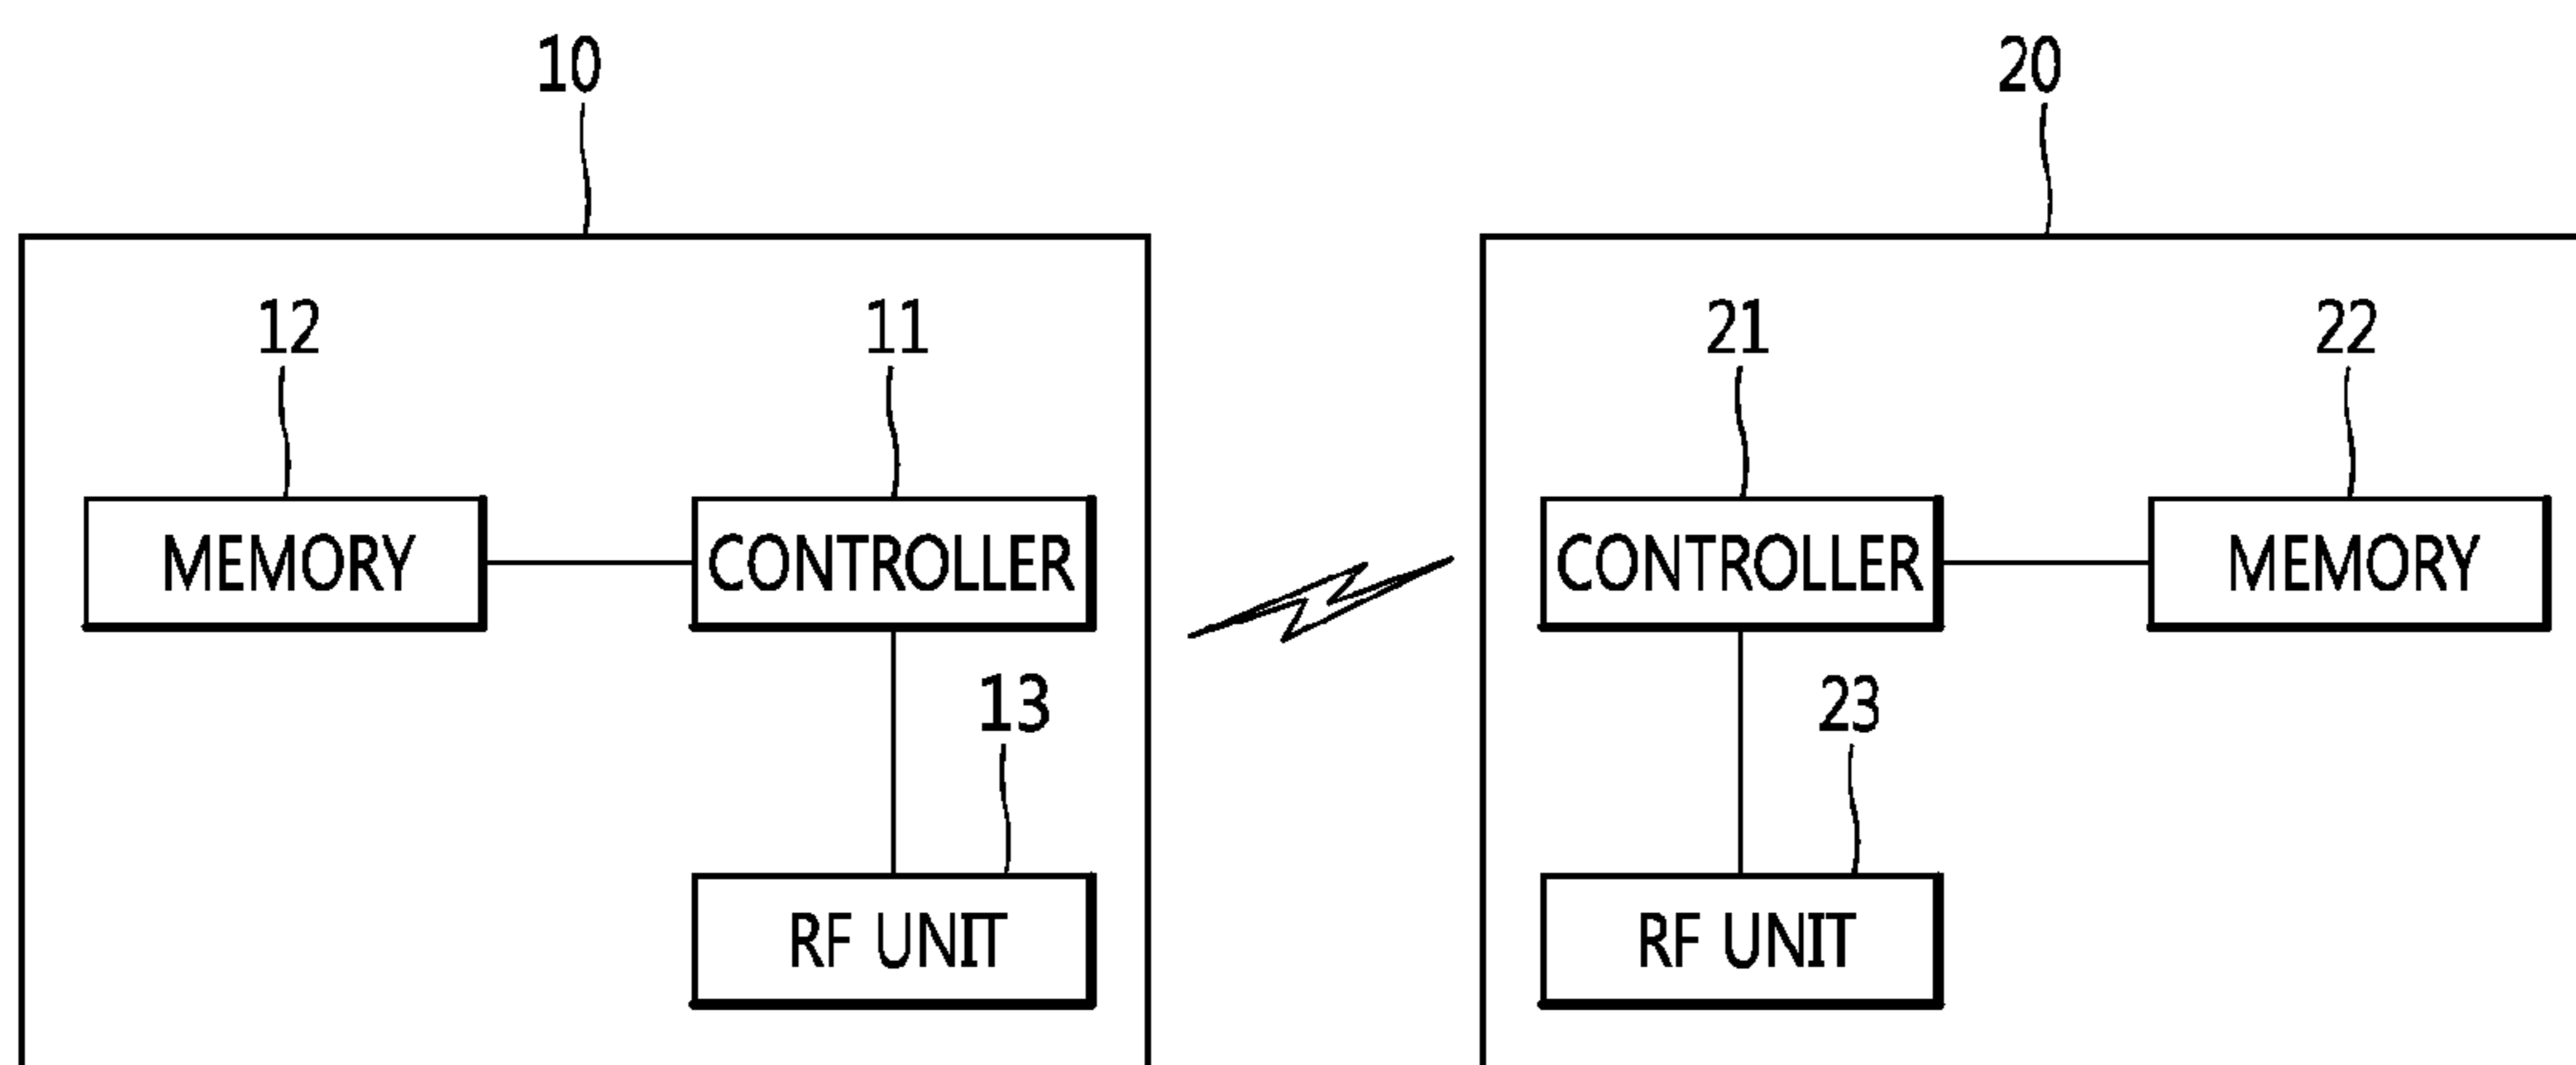 10 20
12 11 21 22
MEMORY CONTROLLER CONTROLLER MEMORY
13 23
RF UNIT RF UNIT